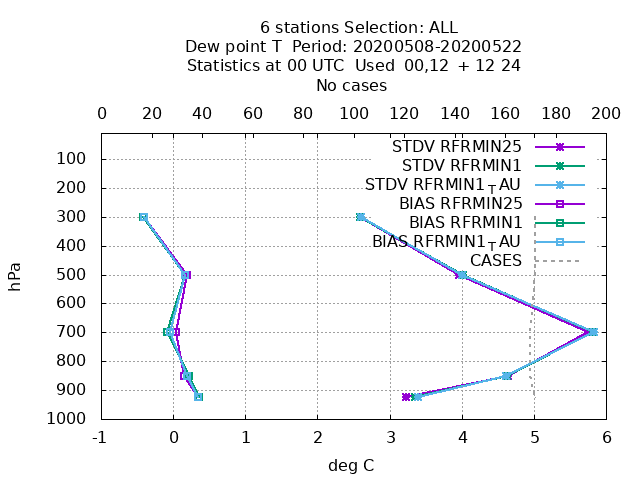 6 stations Selection: ALL
Dew point T  Period: 20200508-20200522
Statistics at 00 UTC  Used  00,12  + 12 24
No cases
0 20 40 60 80 100 120 140 160 180 200
STDV RFRMIN25
STDV RFRMIN1
STDV RFRMIN1_TAU
BIAS RFRMIN25
BIAS RFRMIN1
BIAS RFRMIN1_TAU
CASES
100
200
300
400
500
600
700
800
900
1000
hPa
-1 0 1 2 3 4 5 6
deg C